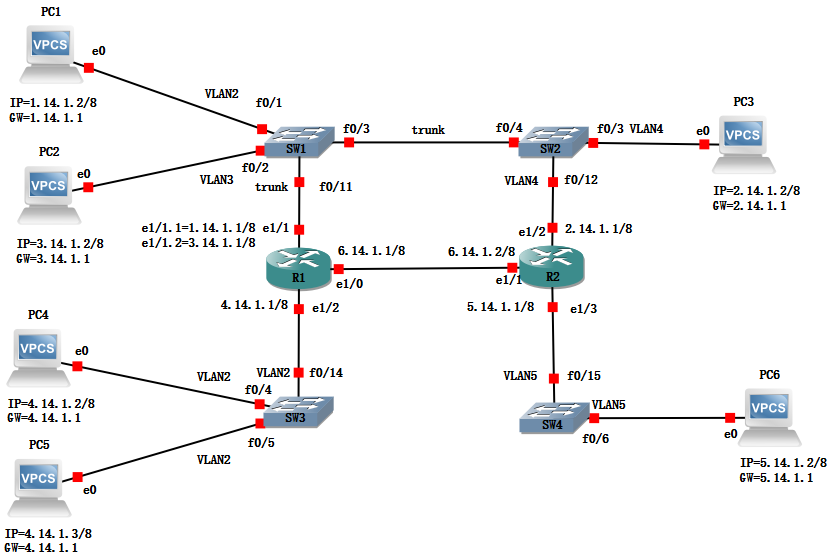 PC1
VPCS
e0
IP=1.14.1.2/8
GW=1.14.1.1
VLAN2
f0/1
PC2
VPCS
e0
IP=3.14.1.2/8
GW=3.14.1.1
VLAN3
f0/2
SW1
f0/3
trunk
f0/4
SW2
f0/3
VLAN4
e0
PC3
VPCS
IP=2.14.1.2/8
GW=2.14.1.1
trunk
f0/11
VLAN4
f0/12
e1/1.1=1.14.1.1/8
e1/1.2=3.14.1.1/8
e1/1
e1/2
2.14.1.1/8
R1
6.14.1.1/8
e1/0
6.14.1.2/8
e1/1
R2
4.14.1.1/8
e1/2
5.14.1.1/8
e1/3
PC4
VPCS
e0
IP=4.14.1.2/8
GW=4.14.1.1
VLAN2
f0/4
VLAN2
f0/14
SW3
PC5
VPCS
e0
IP=4.14.1.3/8
GW=4.14.1.1
VLAN2
f0/5
VLAN5
f0/15
SW4
VLAN5
f0/6
e0
PC6
VPCS
IP=5.14.1.2/8
GW=5.14.1.1